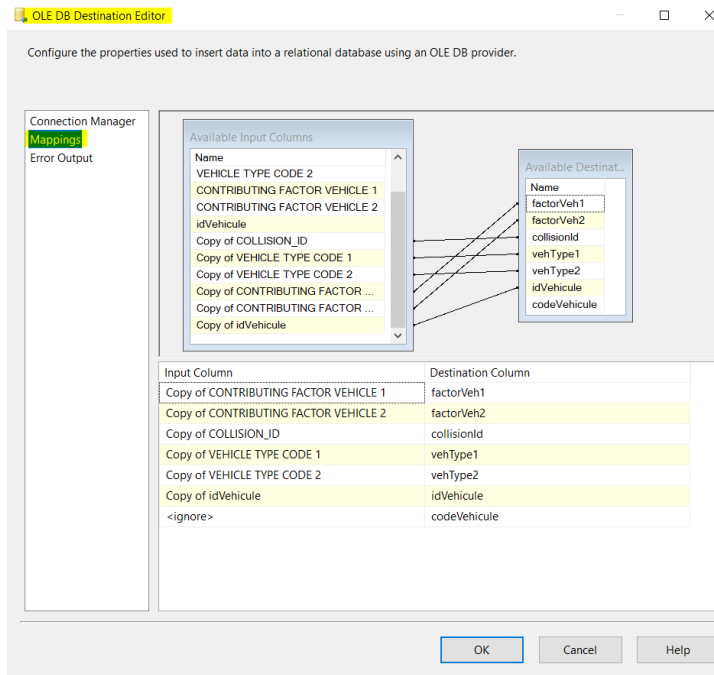 OLE DB Destination Editor
Configure the properties used to insert data into a relational database using an OLE DB provider.
Connection Manager
Mappings
Error Output
Available Input Columns
Name
VEHICLE TYPE CODE 2
CONTRIBUTING FACTOR VEHICLE 1
CONTRIBUTING FACTOR VEHICLE 2
idVehicule
Copy of COLLISION_ID
Copy of VEHICLE TYPE CODE 1
Copy of VEHICLE TYPE CODE 2
Copy of CONTRIBUTING FACTOR ...
Copy of CONTRIBUTING FACTOR ...
Copy of idVehicule
Available Destinat...
Name
factorVeh1
factorVeh2
collisionId
vehType1
vehType2
idVehicule
codeVehicule
Input Column Destination Column
Copy of CONTRIBUTING FACTOR VEHICLE 1 factorVeh1
Copy of CONTRIBUTING FACTOR VEHICLE 2 factorVeh2
Copy of COLLISION_ID collisionId
Copy of VEHICLE TYPE CODE 1 vehType1
Copy of VEHICLE TYPE CODE 2 vehType2
Copy of idVehicule idVehicule
<ignore> codeVehicule
OK Cancel Help